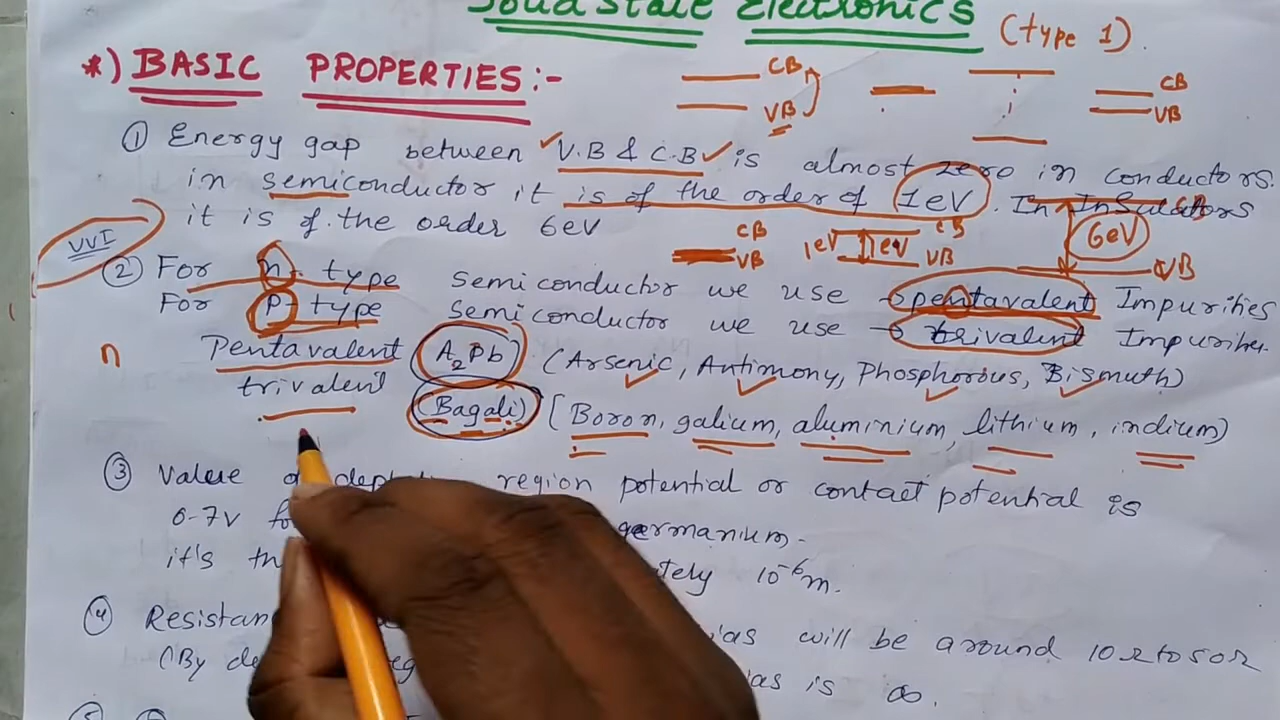 Solid State Electronics
(type 1).
*) BASIC PROPERTIES:-
CB
VB
CB
VB
① Energy gap between V.B & C.B is almost zero in conductors.
in semiconductor it is of the order of 1eV. In Insulators
it is of the order 6eV
CB
VB
1eV 1eV
CB
VB
6eV
VB
VVI
② For n-type semiconductor we use → pentavalent Impurities
For p-type semiconductor we use → trivalent Impurities.
n
Pentavalent (A2Pb) (Arsenic, Antimony, Phosphorous, Bismuth)
trivalent (Bagali) [Boron, galium, aluminium, lithium, indium)
③ Value region potential or contact potential is
0.7v germanium.
it's 10⁻⁶m.
④ will be around 10Ω to 50Ω
(By is ∞.
⑤